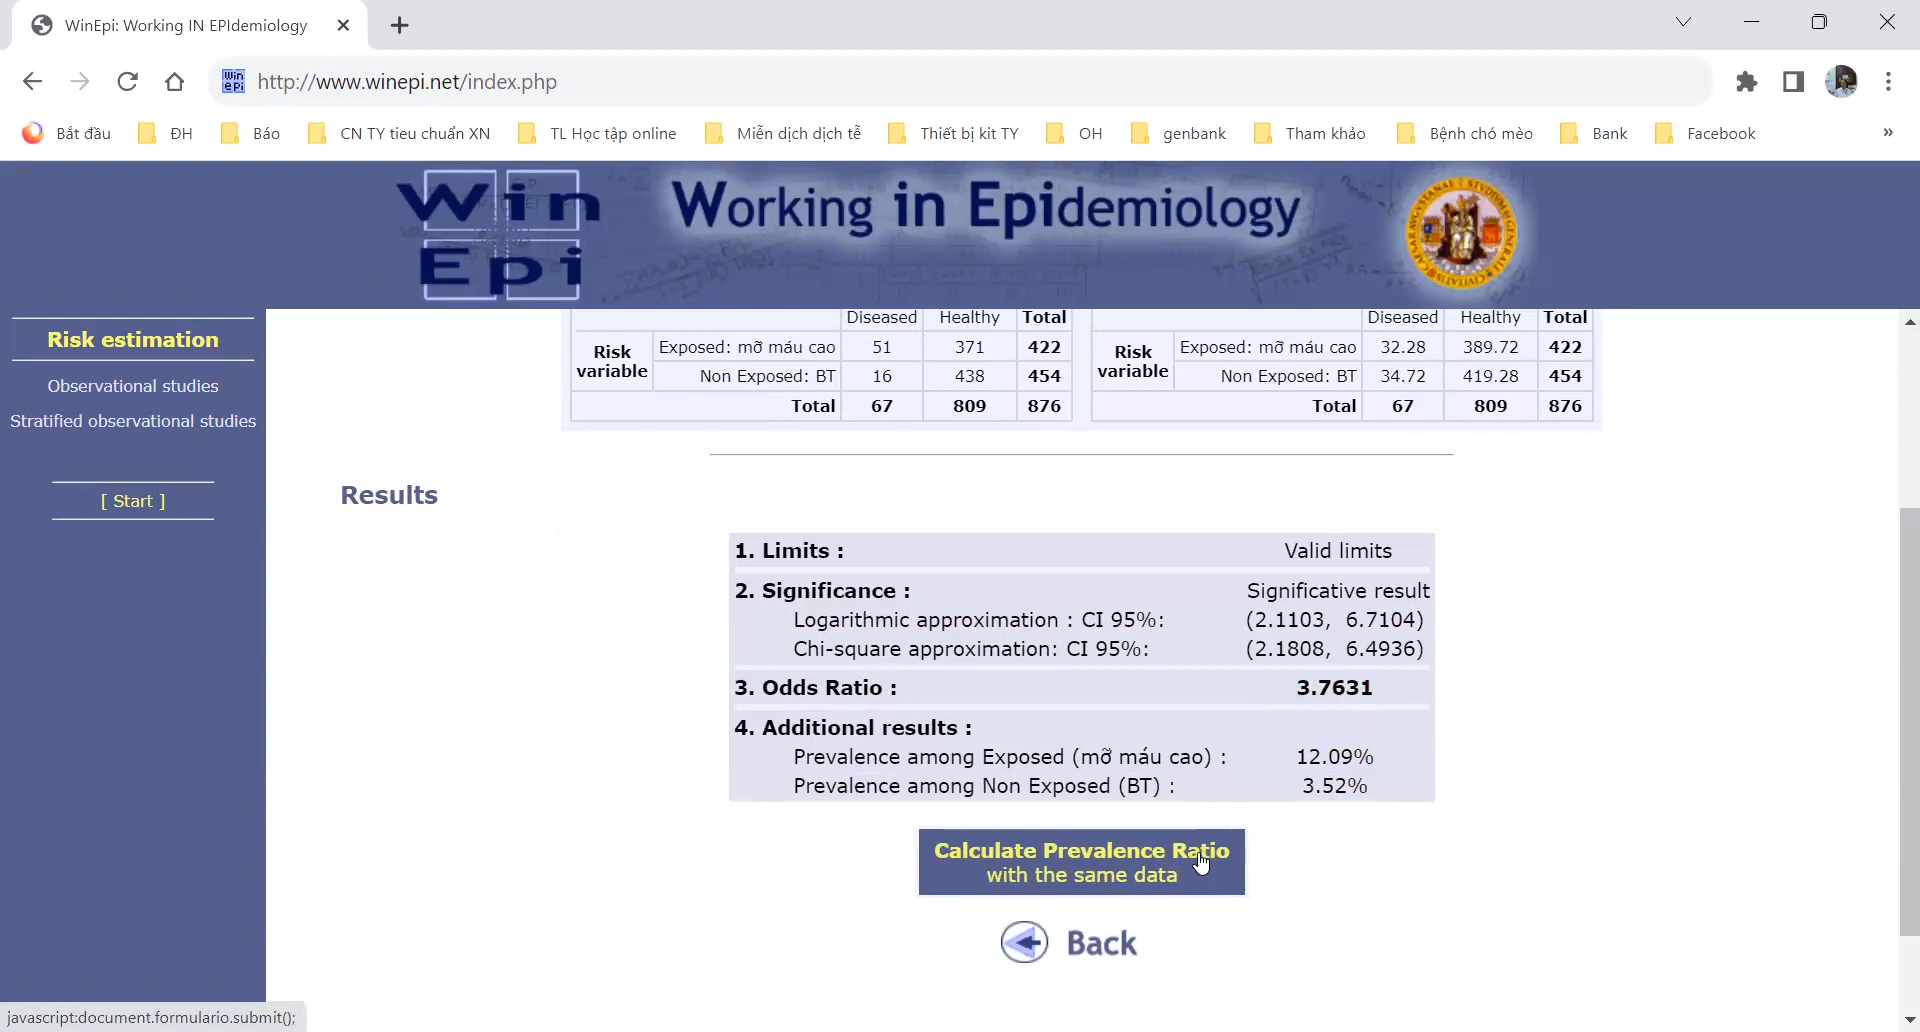 WinEpi: Working IN EPIdemiology
http://www.winepi.net/index.php
Bắt đầu ĐH Báo CN TY tieu chuẩn XN TL Học tập online Miễn dịch dịch tễ Thiết bị kit TY OH genbank Tham khảo Bệnh chó mèo Bank Facebook »
Win Epi
Working in Epidemiology
Risk estimation
Observational studies
Stratified observational studies
[ Start ]
Diseased Healthy Total
Risk variable
Exposed: mỡ máu cao 51 371 422
Non Exposed: BT 16 438 454
Total 67 809 876
Diseased Healthy Total
Risk variable
Exposed: mỡ máu cao 32.28 389.72 422
Non Exposed: BT 34.72 419.28 454
Total 67 809 876
Results
1. Limits : Valid limits
2. Significance : Significative result
Logarithmic approximation : CI 95%: (2.1103, 6.7104)
Chi-square approximation: CI 95%: (2.1808, 6.4936)
3. Odds Ratio : 3.7631
4. Additional results :
Prevalence among Exposed (mỡ máu cao) : 12.09%
Prevalence among Non Exposed (BT) : 3.52%
Calculate Prevalence Ratio
with the same data
Back
javascript:document.formulario.submit();